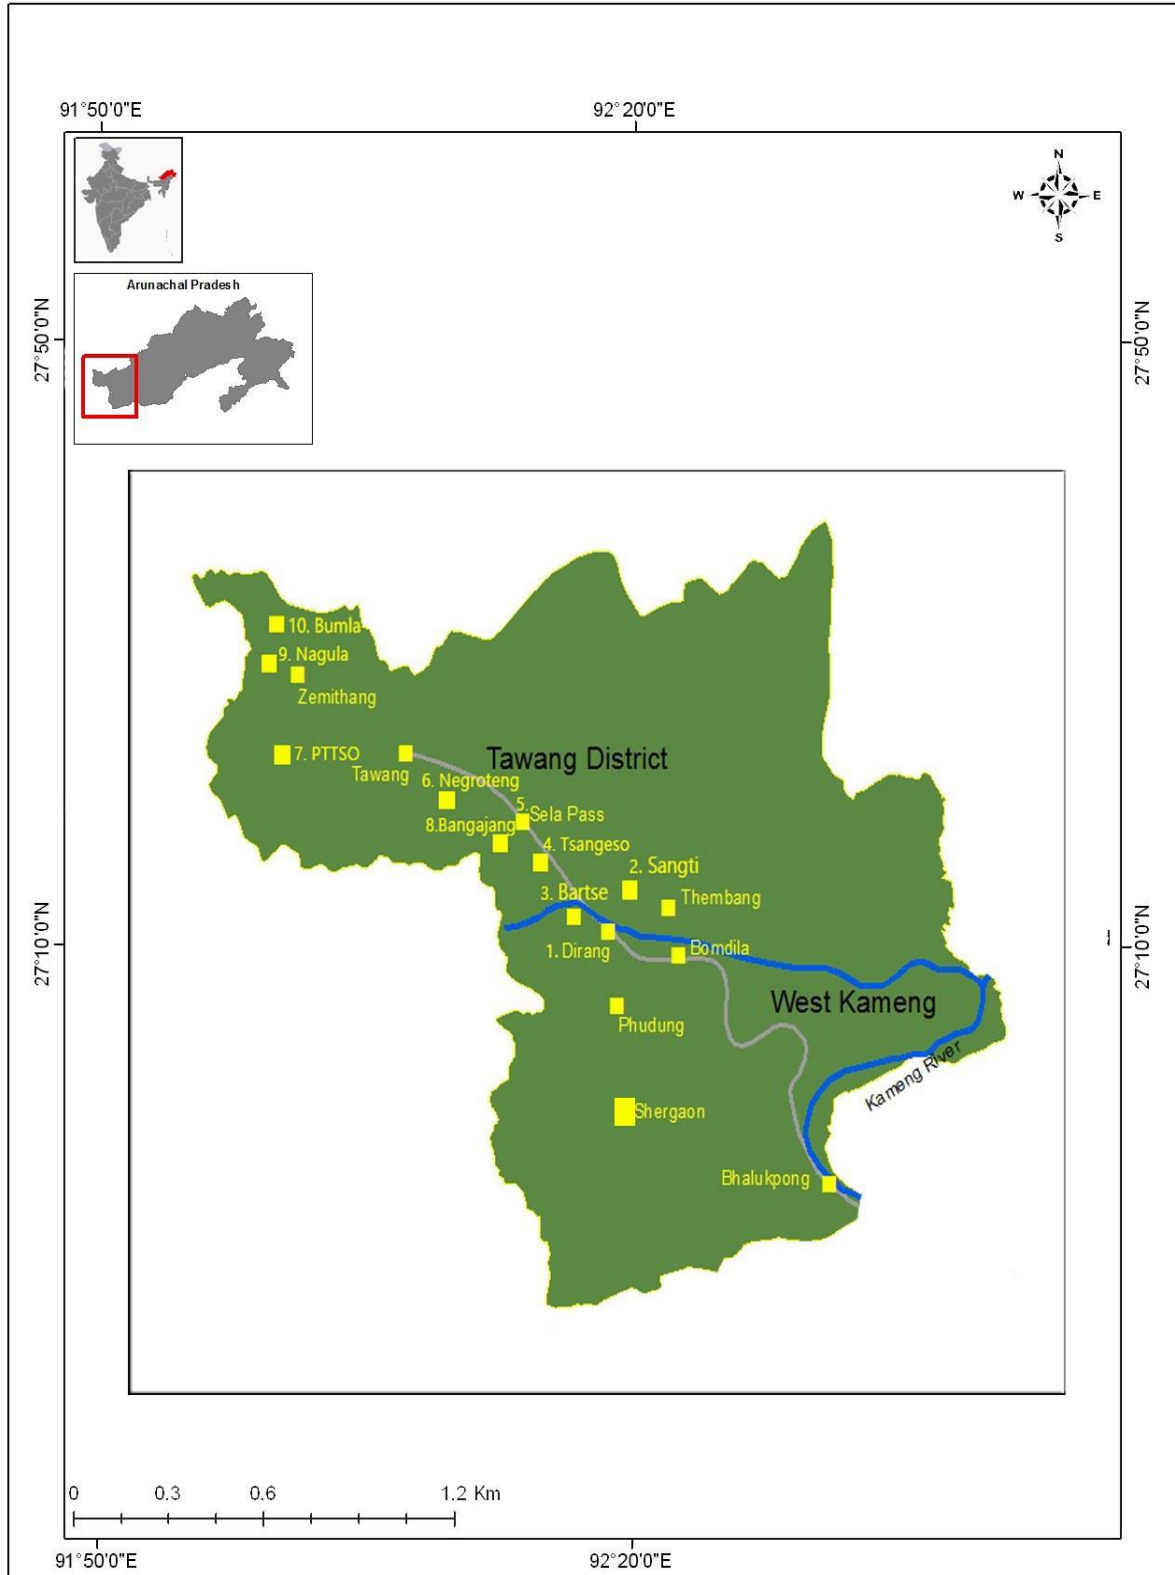 91°50'0"E
92°20'0"E
N
W
E
S
Arunachal Pradesh
27°50'0"N
27°50'0"N
10. Bumla
9. Nagula
Zemithang
7. PTTSO
Tawang
Tawang District
6. Negroteng
5.
Sela Pass
8.Bangajang
4. Tsangeso
2. Sangti
3. Bartse
Thembang
1. Dirang
Bomdila
27°10'0"N
27°10'0"N
West Kameng
Phudung
Kameng River
Shergaon
Bhalukpong
0
0.3
0.6
1.2 Km
91°50'0"E
92°20'0"E